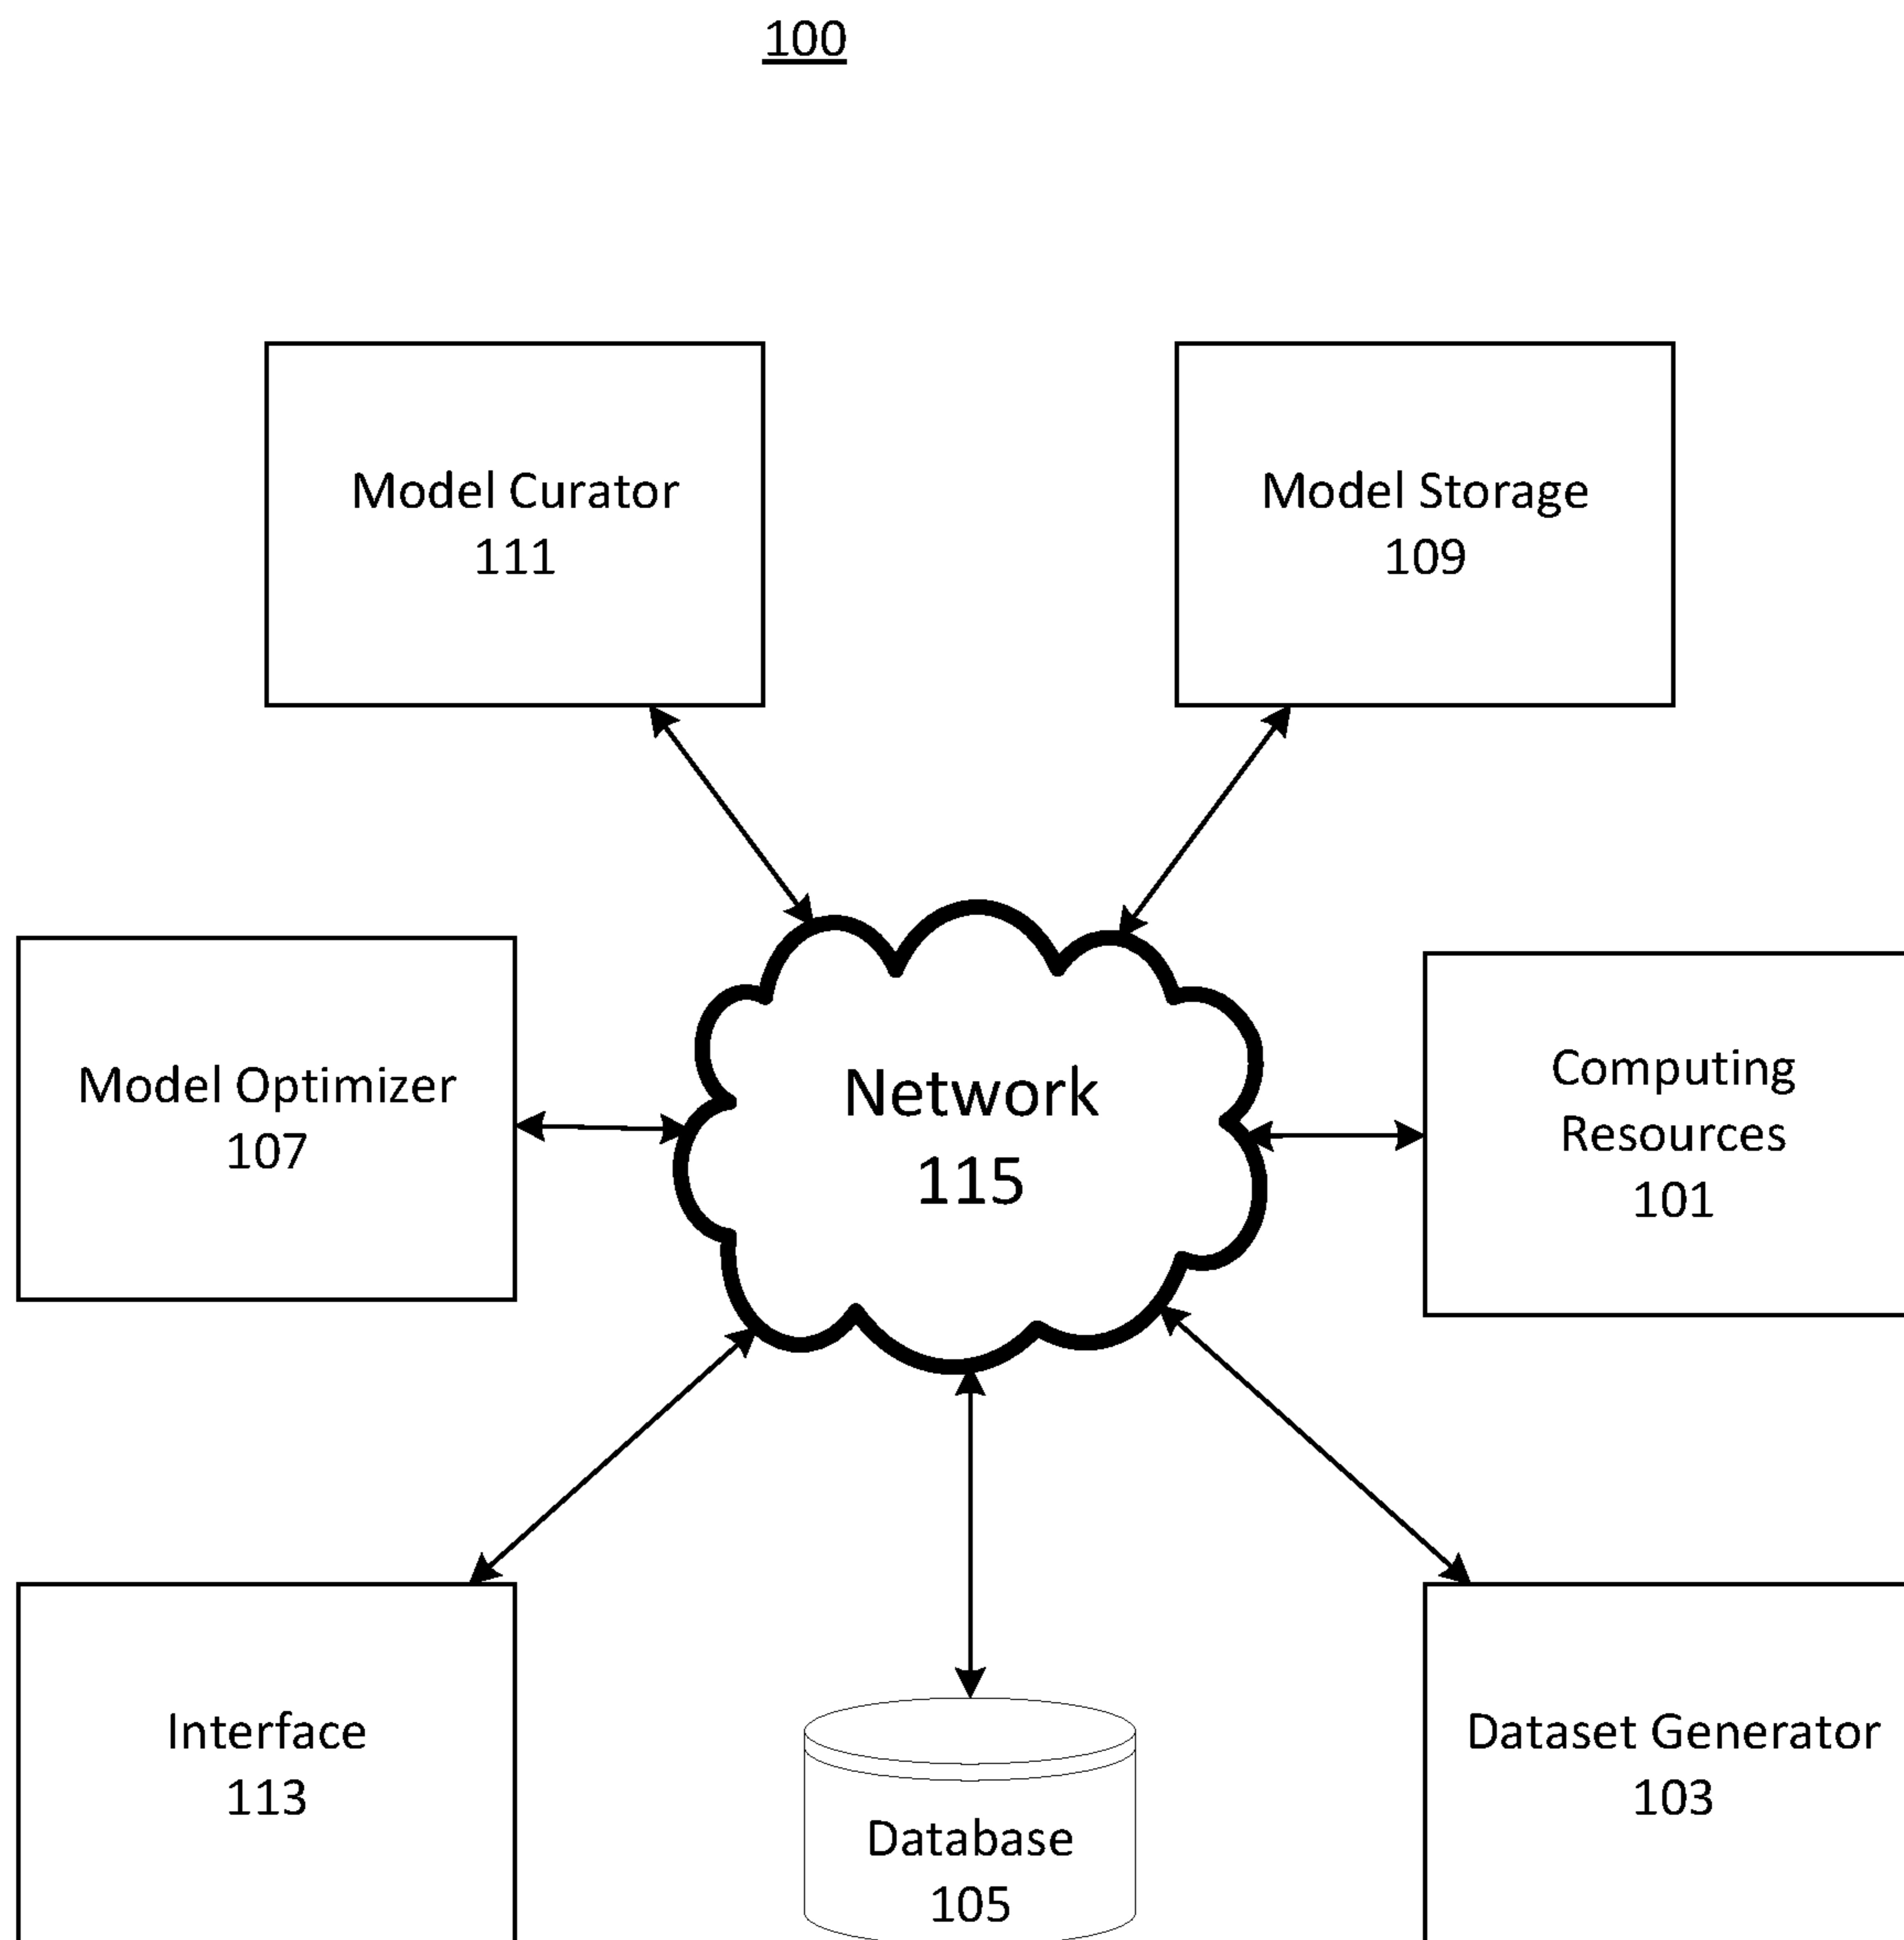 100
Model Curator
111
Model Storage
109
Model Optimizer
107
Network
115
Computing
Resources
101
Interface
113
Database
105
Dataset Generator
103